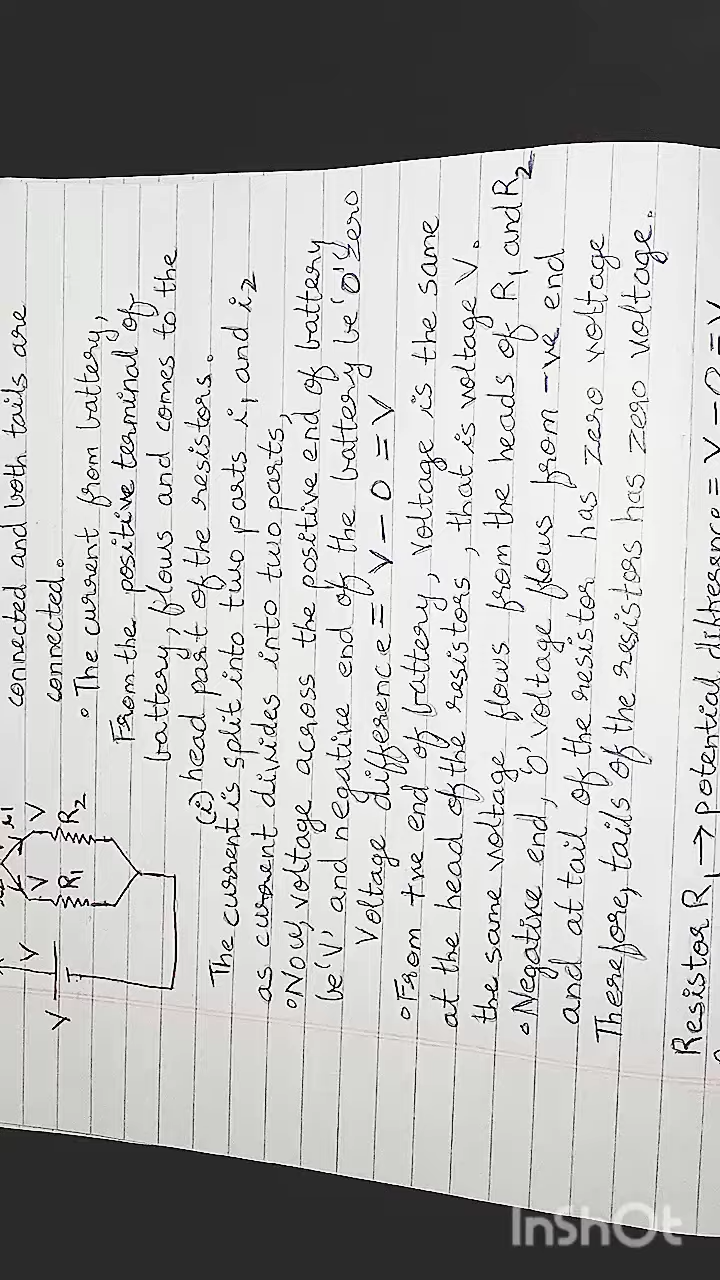 connected and both tails are
connected.
• The current from battery,
From the positive terminal of
battery, flows and comes to the
(i) head part of the resistors.
The current is split into two parts i1 and i2
as current divides into two parts,
• Now, voltage across the positive end of battery
be 'V' and negative end of the battery be '0' zero
Voltage difference = V - 0 = V
• From +ve end of battery, voltage is the same
at the head of the resistors, that is voltage V.
the same voltage flows from the heads of R1 and R2
• Negative end, '0' voltage flows from -ve end
and at tail of the resistor has zero voltage
Therefore, tails of the resistors has zero voltage.
Resistor R1 → potential difference = V - 0 = V
V
V
V
V
R1
R2
InShOt